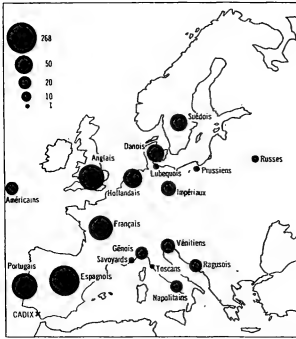 268
50
20
10
1
Suédois
Danois
Lubequois
Prussiens
Russes
Anglais
Hollandais
Impériaux
Américains
Français
Génois
Vénitiens
Savoyards
Toscans
Ragusois
Portugais
Espagnols
Napolitains
CADIX